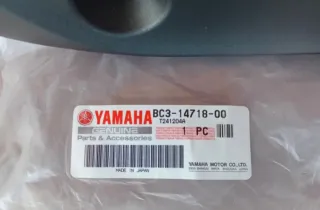 YAMAHA BC3-14718-00
GENUINE T241204A
Parts & Accessories 1 PC
MADE IN JAPAN
YAMAHA MOTOR CO.,LTD.